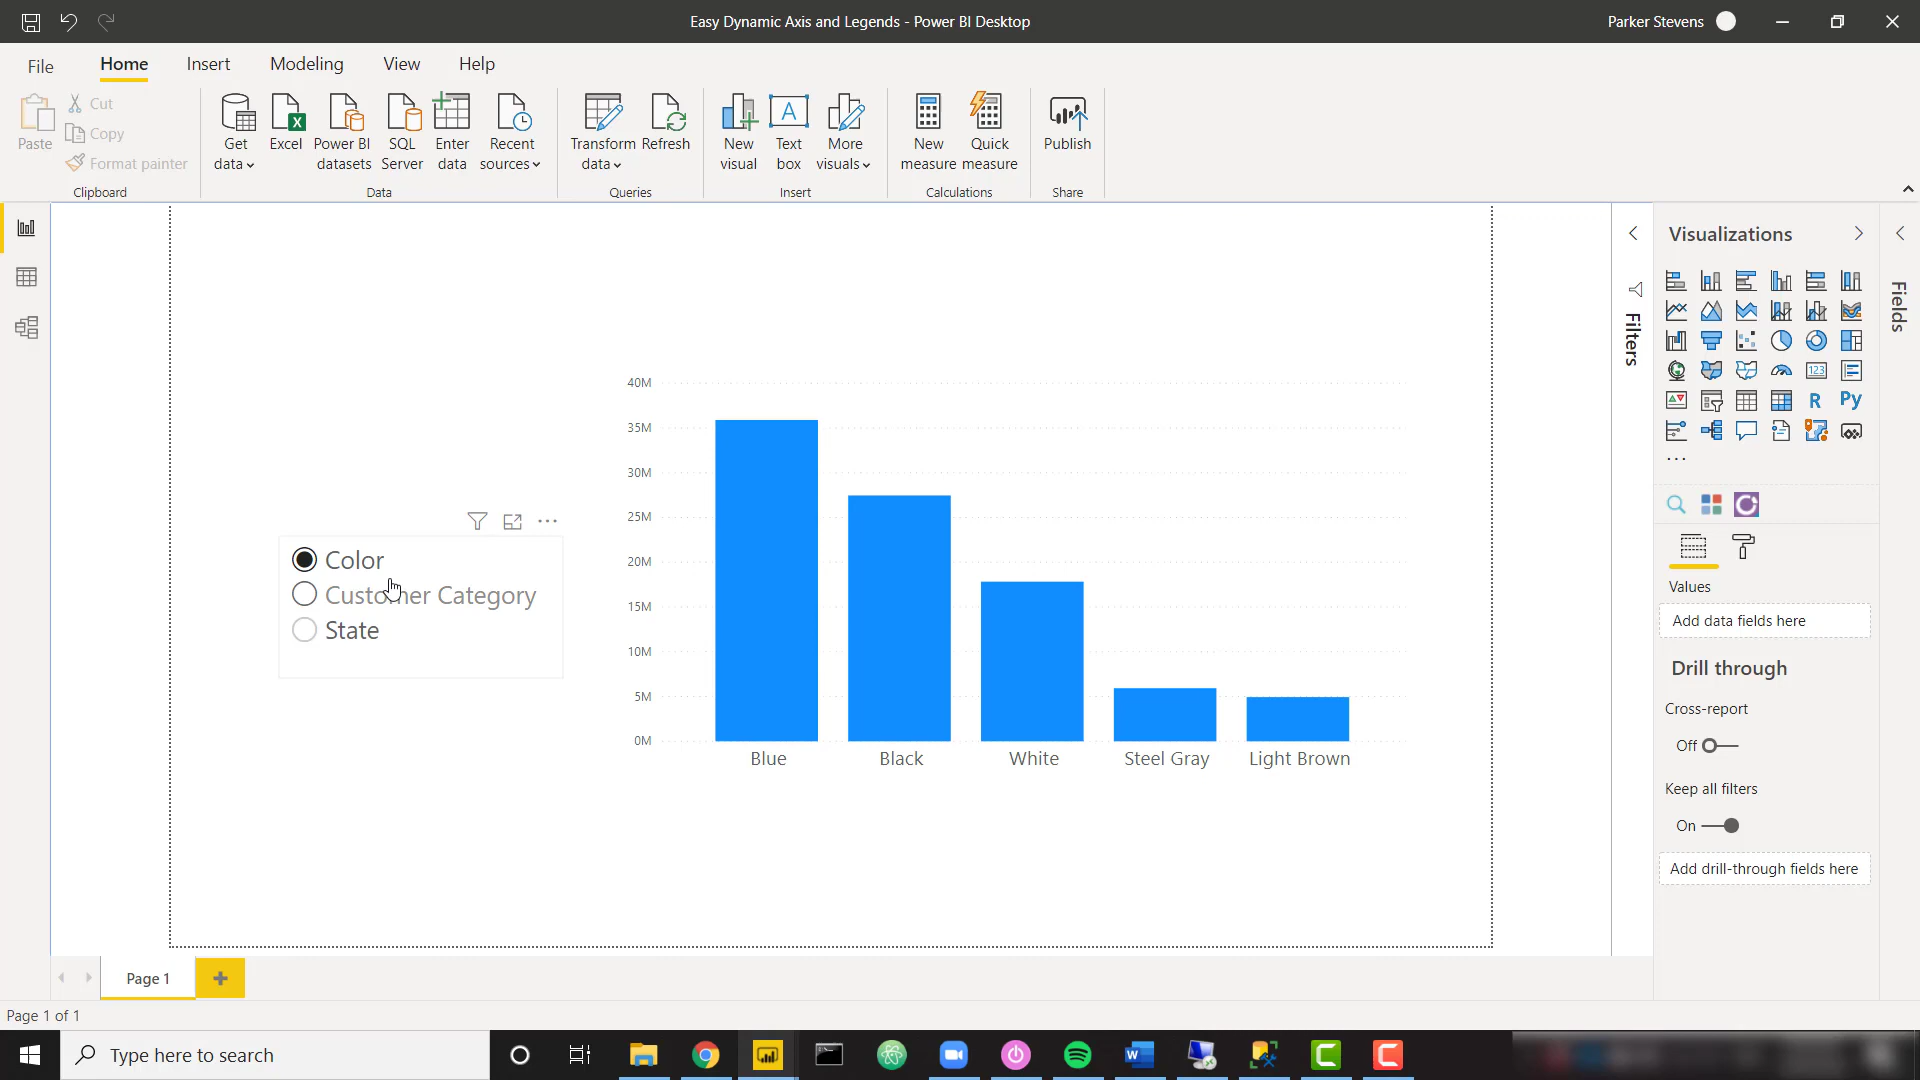 Easy Dynamic Axis and Legends - Power BI Desktop
Parker Stevens
File
Home
Insert
Modeling
View
Help
Paste
Cut
Copy
Format painter
Clipboard
Get
data
Excel
Power BI
datasets
SQL
Server
Enter
data
Recent
sources
Data
Transform
data
Refresh
Queries
New
visual
Text
box
More
visuals
Insert
New
measure
Quick
measure
Calculations
Publish
Share
Color
Customer Category
State
40M
35M
30M
25M
20M
15M
10M
5M
0M
Blue
Black
White
Steel Gray
Light Brown
Filters
Visualizations
123
R
Py
Values
Add data fields here
Drill through
Cross-report
Off
Keep all filters
On
Add drill-through fields here
Fields
Page 1
Page 1 of 1
Type here to search